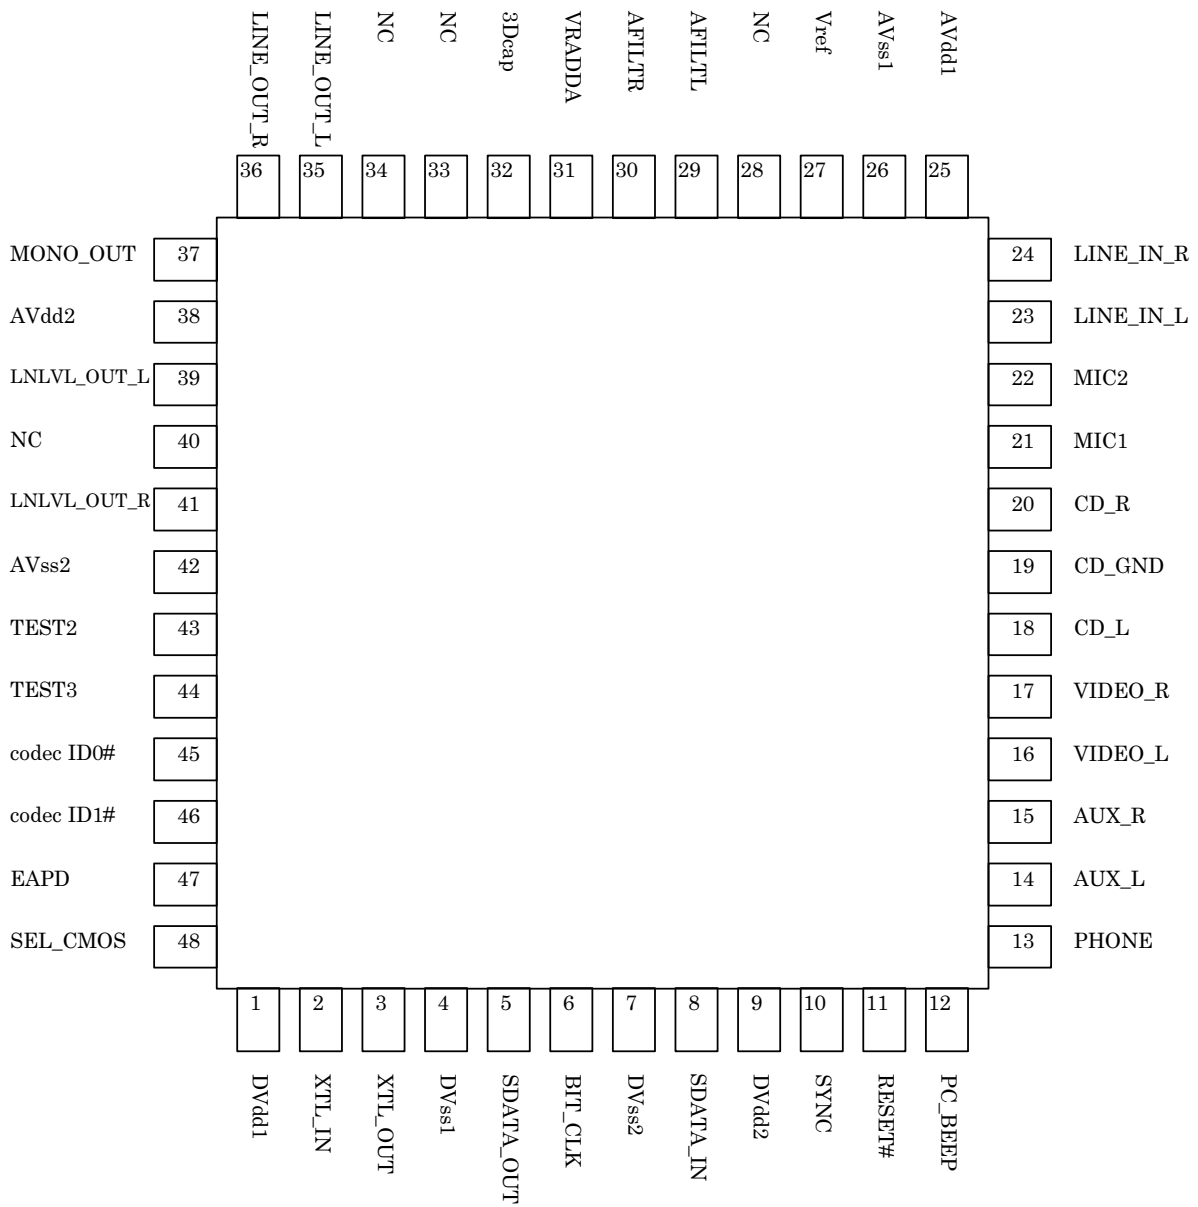 LINE_OUT_R
LINE_OUT_L
NC
NC
3Dcap
VRADDA
AFILTR
AFILTL
NC
Vref
AVss1
AVdd1
36
35
34
33
32
31
30
29
28
27
26
25
MONO_OUT 37
24 LINE_IN_R
AVdd2 38
23 LINE_IN_L
LNLVL_OUT_L 39
22 MIC2
NC 40
21 MIC1
LNLVL_OUT_R 41
20 CD_R
AVss2 42
19 CD_GND
TEST2 43
18 CD_L
TEST3 44
17 VIDEO_R
codec ID0# 45
16 VIDEO_L
codec ID1# 46
15 AUX_R
EAPD 47
14 AUX_L
SEL_CMOS 48
13 PHONE
1
2
3
4
5
6
7
8
9
10
11
12
DVdd1
XTL_IN
XTL_OUT
DVss1
SDATA_OUT
BIT_CLK
DVss2
SDATA_IN
DVdd2
SYNC
RESET#
PC_BEEP